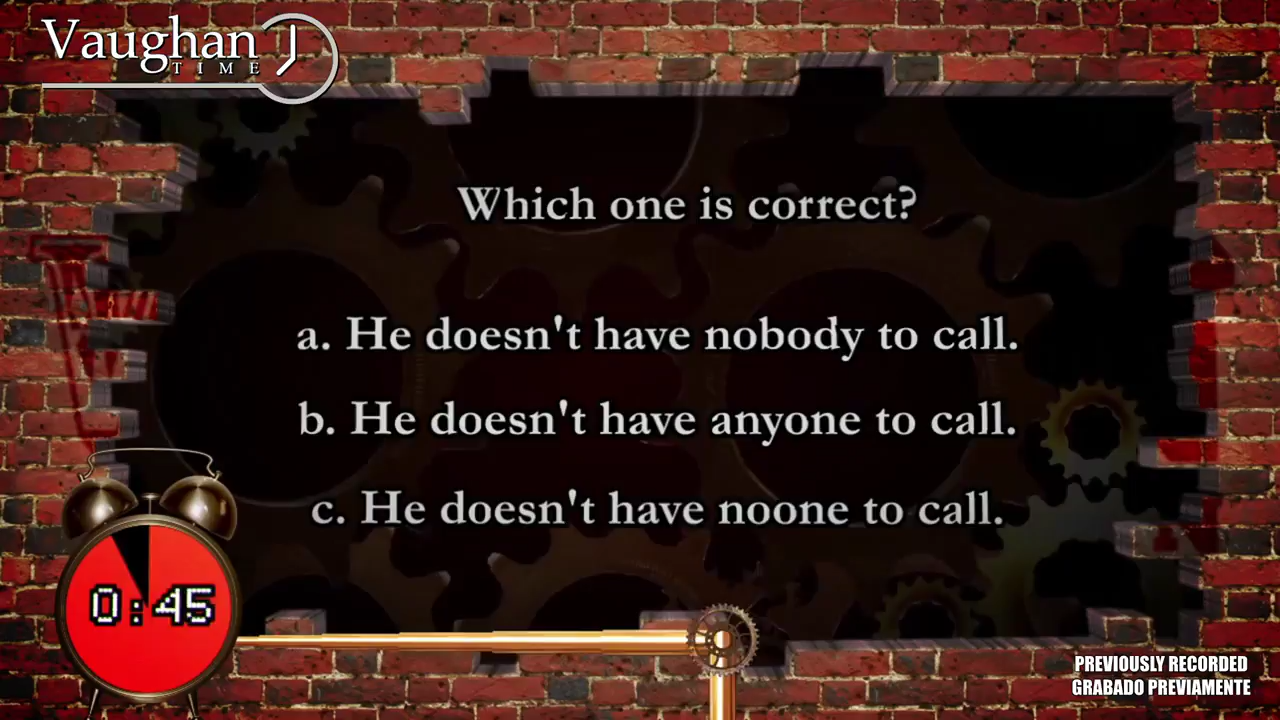 Vaughan
TIME
Which one is correct?
a. He doesn't have nobody to call.
b. He doesn't have anyone to call.
c. He doesn't have noone to call.
0:45
PREVIOUSLY RECORDED
GRABADO PREVIAMENTE